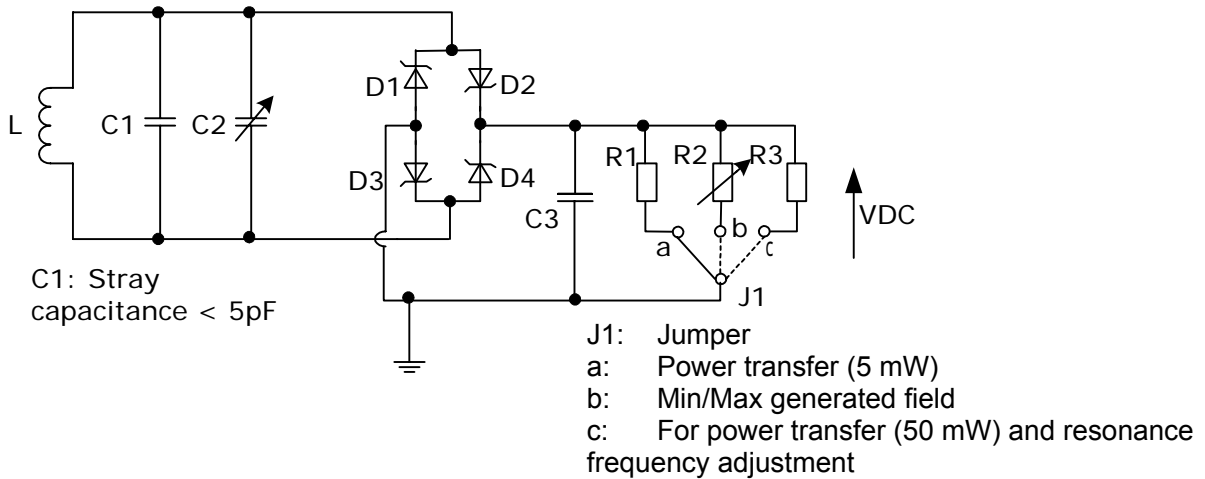 L
C1
C2
D1
D2
D3
D4
C3
R1
R2
R3
a
b
c
VDC
J1
C1: Stray
capacitance < 5pF
J1: Jumper
a: Power transfer (5 mW)
b: Min/Max generated field
c: For power transfer (50 mW) and resonance
frequency adjustment